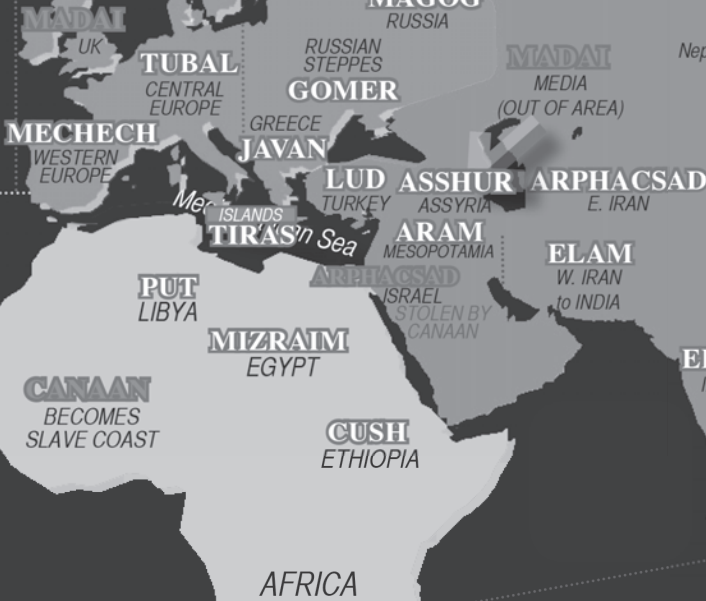 MAGOG
RUSSIA
MADAI
UK
TUBAL
CENTRAL
EUROPE
RUSSIAN
STEPPES
GOMER
MADAI
MEDIA
(OUT OF AREA)
MECHECH
WESTERN
EUROPE
GREECE
JAVAN
LUD
TURKEY
ASSHUR
ASSYRIA
ARPHACSAD
E. IRAN
Sea
ISLANDS
TIRAS
ARAM
MESOPOTAMIA
ELAM
W. IRAN
to INDIA
PUT
LIBYA
ARPHACSAD
ISRAEL
STOLEN BY
CANAAN
MIZRAIM
EGYPT
CANAAN
BECOMES
SLAVE COAST
CUSH
ETHIOPIA
AFRICA